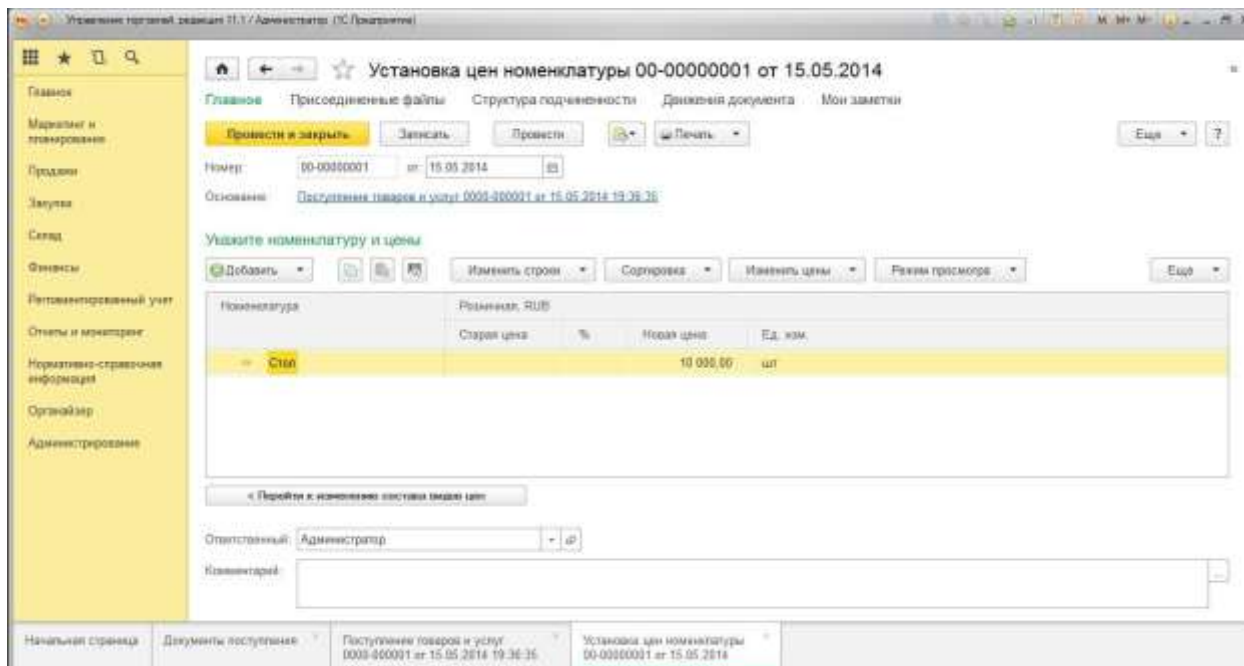 Управление торговлей, редакция 11.1 / Администратор (1С:Предприятие)
M M+ M-
Главное
Маркетинг и планирование
Продажи
Закупки
Склад
Финансы
Регламентированный учет
Отчеты и мониторинг
Нормативно-справочная информация
Органайзер
Администрирование
Установка цен номенклатуры 00-00000001 от 15.05.2014
Главное Присоединенные файлы Структура подчиненности Движения документа Мои заметки
Провести и закрыть Записать Провести Печать Еще ?
Номер: 00-00000001 от: 15.05.2014
Основание: Поступление товаров и услуг 0000-000001 от 15.05.2014 19:36:35
Укажите номенклатуру и цены
Добавить Изменить строки Сортировка Изменить цены Режим просмотра Еще
Номенклатура Розничная, RUB
Старая цена % Новая цена Ед. изм.
Стол 10 000,00 шт
< Перейти к изменению состава видов цен
Ответственный: Администратор
Комментарий:
Начальная страница Документы поступления Поступление товаров и услуг Установка цен номенклатуры
0000-000001 от 15.05.2014 19:36:35 00-00000001 от 15.05.2014